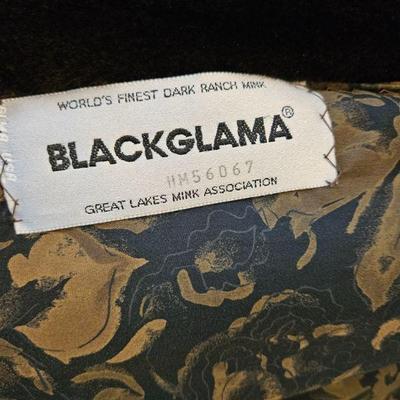 WORLD'S FINEST DARK RANCH MINK
BLACKGLAMA®
HM56067
GREAT LAKES MINK ASSOCIATION